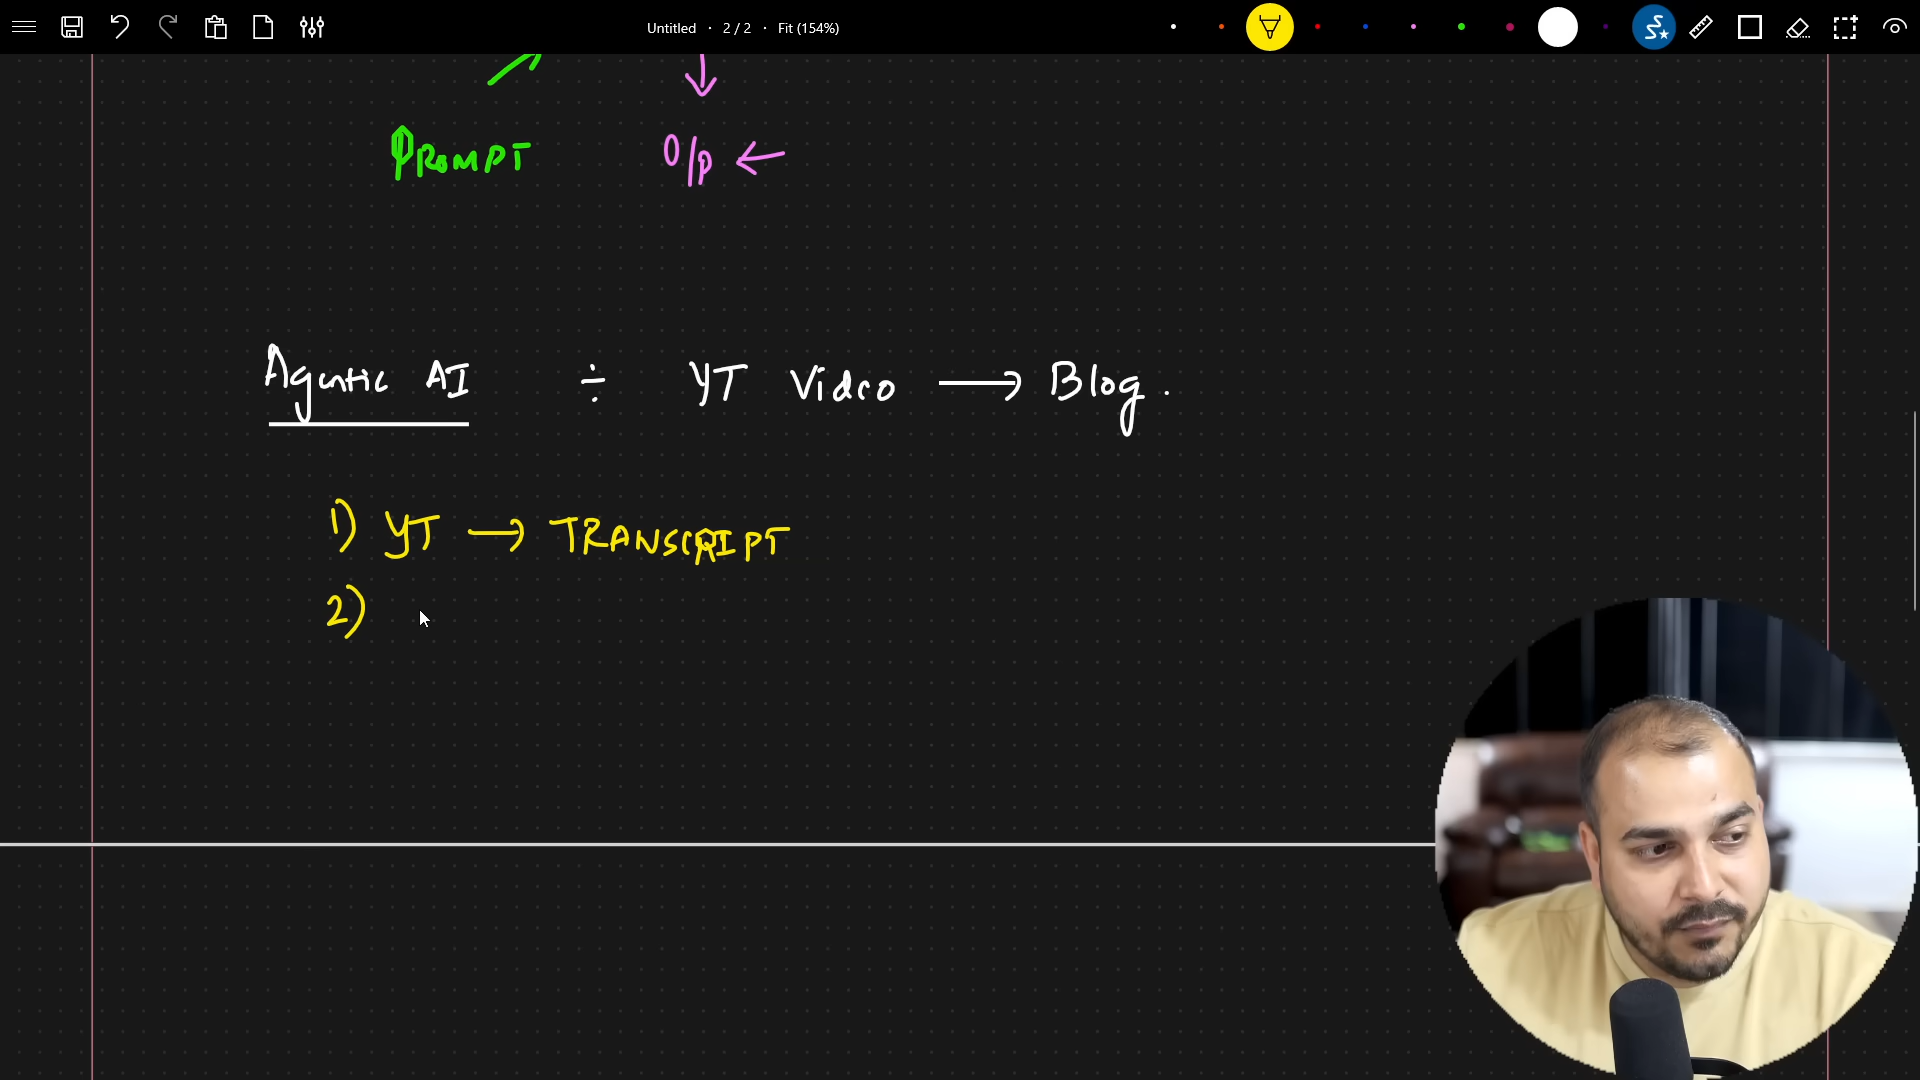 Untitled · 2 / 2 · Fit (154%)
PROMPT O/p ←
Agentic AI ÷ YT Video → Blog.
1) YT → TRANSCRIPT
2)